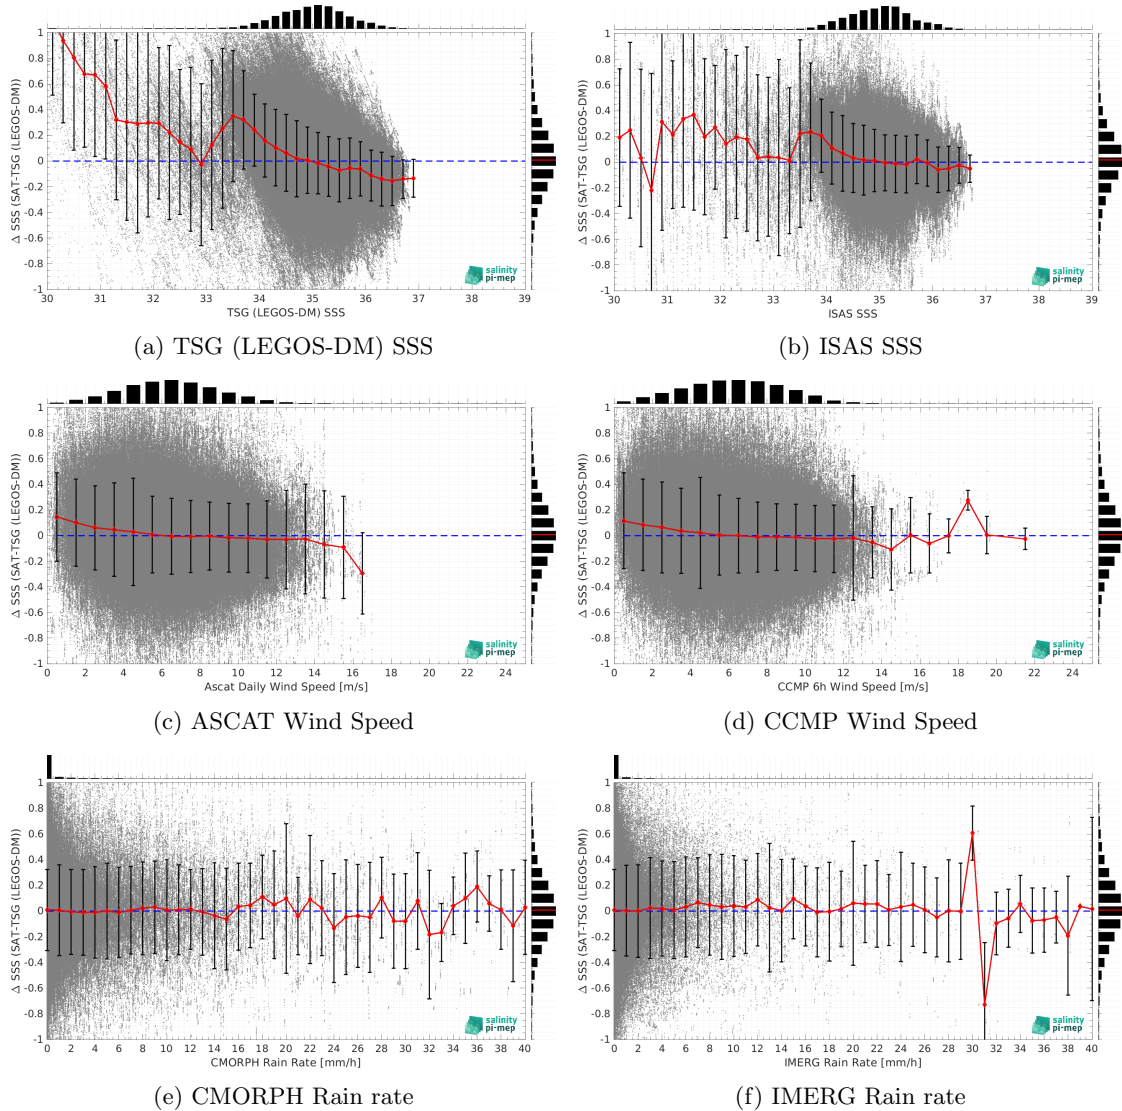 1
0.8
0.6
0.4
0.2
0
-0.2
-0.4
-0.6
-0.8
-1
Δ SSS (SAT-TSG (LEGOS-DM))
30 31 32 33 34 35 36 37 38 39
TSG (LEGOS-DM) SSS
salinity
pi-mep
(a) TSG (LEGOS-DM) SSS
1
0.8
0.6
0.4
0.2
0
-0.2
-0.4
-0.6
-0.8
-1
Δ SSS (SAT-TSG (LEGOS-DM))
30 31 32 33 34 35 36 37 38 39
ISAS SSS
salinity
pi-mep
(b) ISAS SSS
1
0.8
0.6
0.4
0.2
0
-0.2
-0.4
-0.6
-0.8
-1
Δ SSS (SAT-TSG (LEGOS-DM))
0 2 4 6 8 10 12 14 16 18 20 22 24
Ascat Daily Wind Speed [m/s]
salinity
pi-mep
(c) ASCAT Wind Speed
1
0.8
0.6
0.4
0.2
0
-0.2
-0.4
-0.6
-0.8
-1
Δ SSS (SAT-TSG (LEGOS-DM))
0 2 4 6 8 10 12 14 16 18 20 22 24
CCMP 6h Wind Speed [m/s]
salinity
pi-mep
(d) CCMP Wind Speed
1
0.8
0.6
0.4
0.2
0
-0.2
-0.4
-0.6
-0.8
-1
Δ SSS (SAT-TSG (LEGOS-DM))
0 2 4 6 8 10 12 14 16 18 20 22 24 26 28 30 32 34 36 38 40
CMORPH Rain Rate [mm/h]
salinity
pi-mep
(e) CMORPH Rain rate
1
0.8
0.6
0.4
0.2
0
-0.2
-0.4
-0.6
-0.8
-1
Δ SSS (SAT-TSG (LEGOS-DM))
0 2 4 6 8 10 12 14 16 18 20 22 24 26 28 30 32 34 36 38 40
IMERG Rain Rate [mm/h]
salinity
pi-mep
(f) IMERG Rain rate